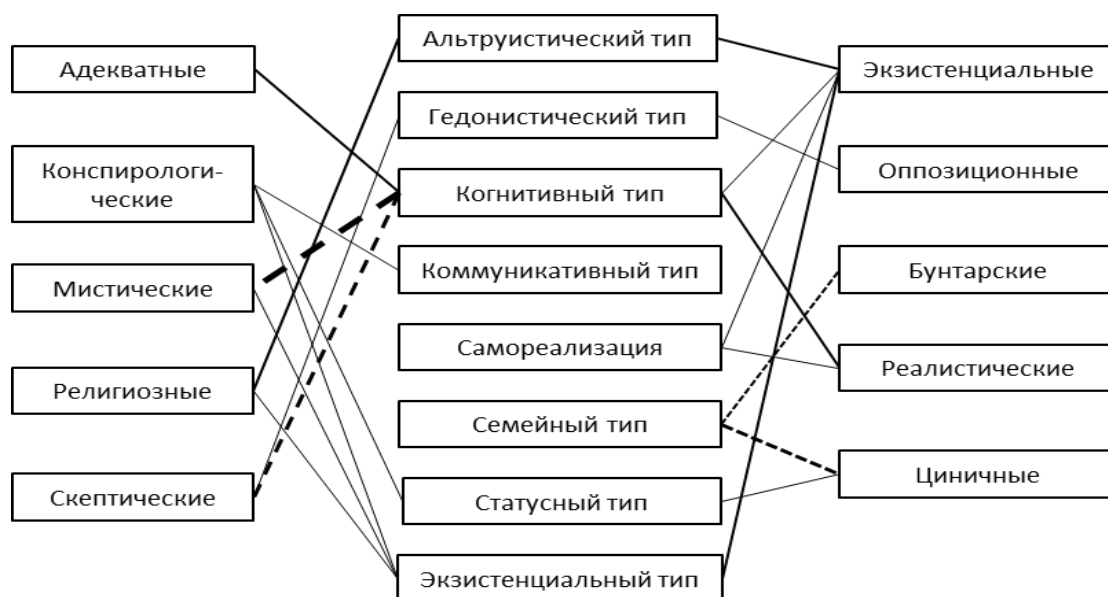 Адекватные
Конспирологи-
ческие
Мистические
Религиозные
Скептические
Альтруистический тип
Гедонистический тип
Когнитивный тип
Коммуникативный тип
Самореализация
Семейный тип
Статусный тип
Экзистенциальный тип
Экзистенциальные
Оппозиционные
Бунтарские
Реалистические
Циничные